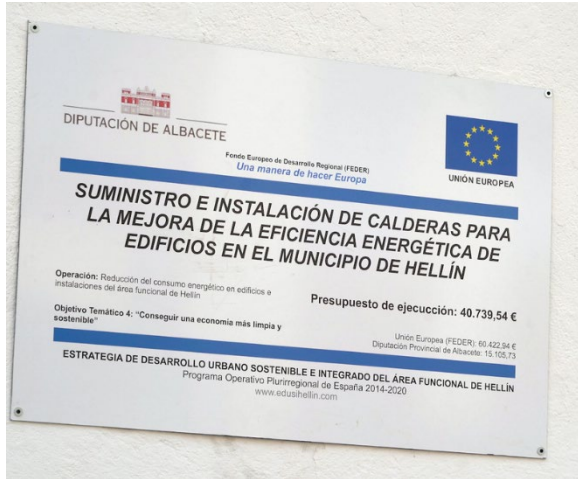 DIPUTACIÓN DE ALBACETE
Fondo Europeo de Desarrollo Regional (FEDER)
Una manera de hacer Europa
UNIÓN EUROPEA
SUMINISTRO E INSTALACIÓN DE CALDERAS PARA
LA MEJORA DE LA EFICIENCIA ENERGÉTICA DE
EDIFICIOS EN EL MUNICIPIO DE HELLÍN
Operación: Reducción del consumo energético en edificios e
instalaciones del área funcional de Hellín
Objetivo Temático 4: “Conseguir una economía más limpia y
sostenible”
Presupuesto de ejecución: 40.739,54 €
Unión Europea (FEDER): 60.422,94 €
Diputación Provincial de Albacete: 15.105,73
ESTRATEGIA DE DESARROLLO URBANO SOSTENIBLE E INTEGRADO DEL ÁREA FUNCIONAL DE HELLÍN
Programa Operativo Plurirregional de España 2014-2020
www.edusihellin.com